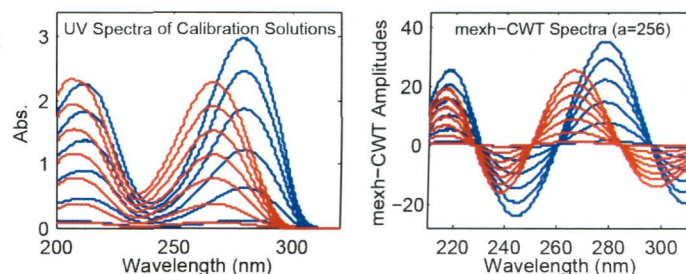 UV Spectra of Calibration Solutions
3
2
1
0
Abs.
200 250 300
Wavelength (nm)
mexh-CWT Spectra (a=256)
40
20
0
-20
mexh-CWT Amplitudes
220 240 260 280 300
Wavelength (nm)